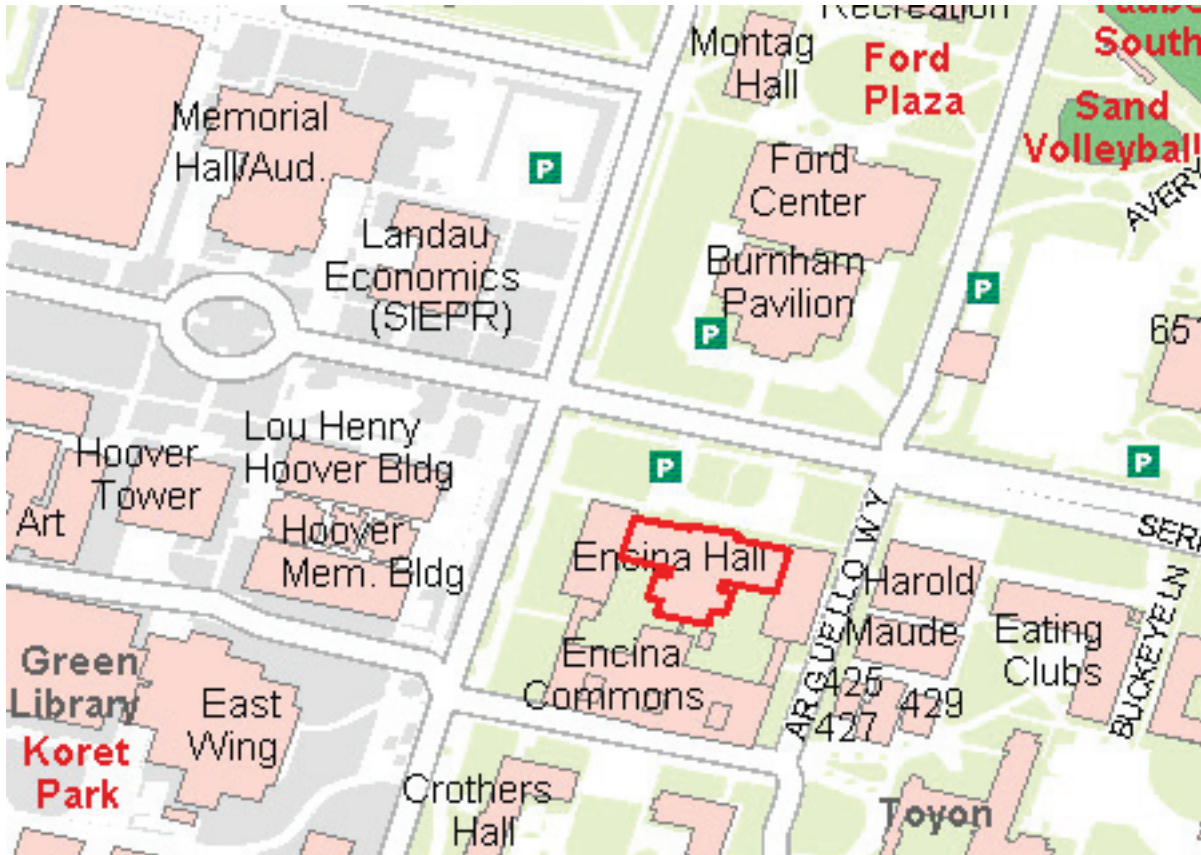 Recreation
Montag
Hall
Ford
Plaza
South
Sand
Volleyball
Memorial
Hall/Aud.
P
Ford
Center
AVERY
Landau
Economics
(SIEPR)
Burnham
Pavilion
P
P
651
Lou Henry
Hoover Bldg
Hoover
Tower
P
P
Art
Hoover
Mem. Bldg
Encina Hall
ARGUELLO WY
Harold
Maude
Eating
Clubs
BUCKEYE LN
Encina
Commons
425
427
429
Green
Library
East
Wing
Koret
Park
Crothers
Hall
Toyon